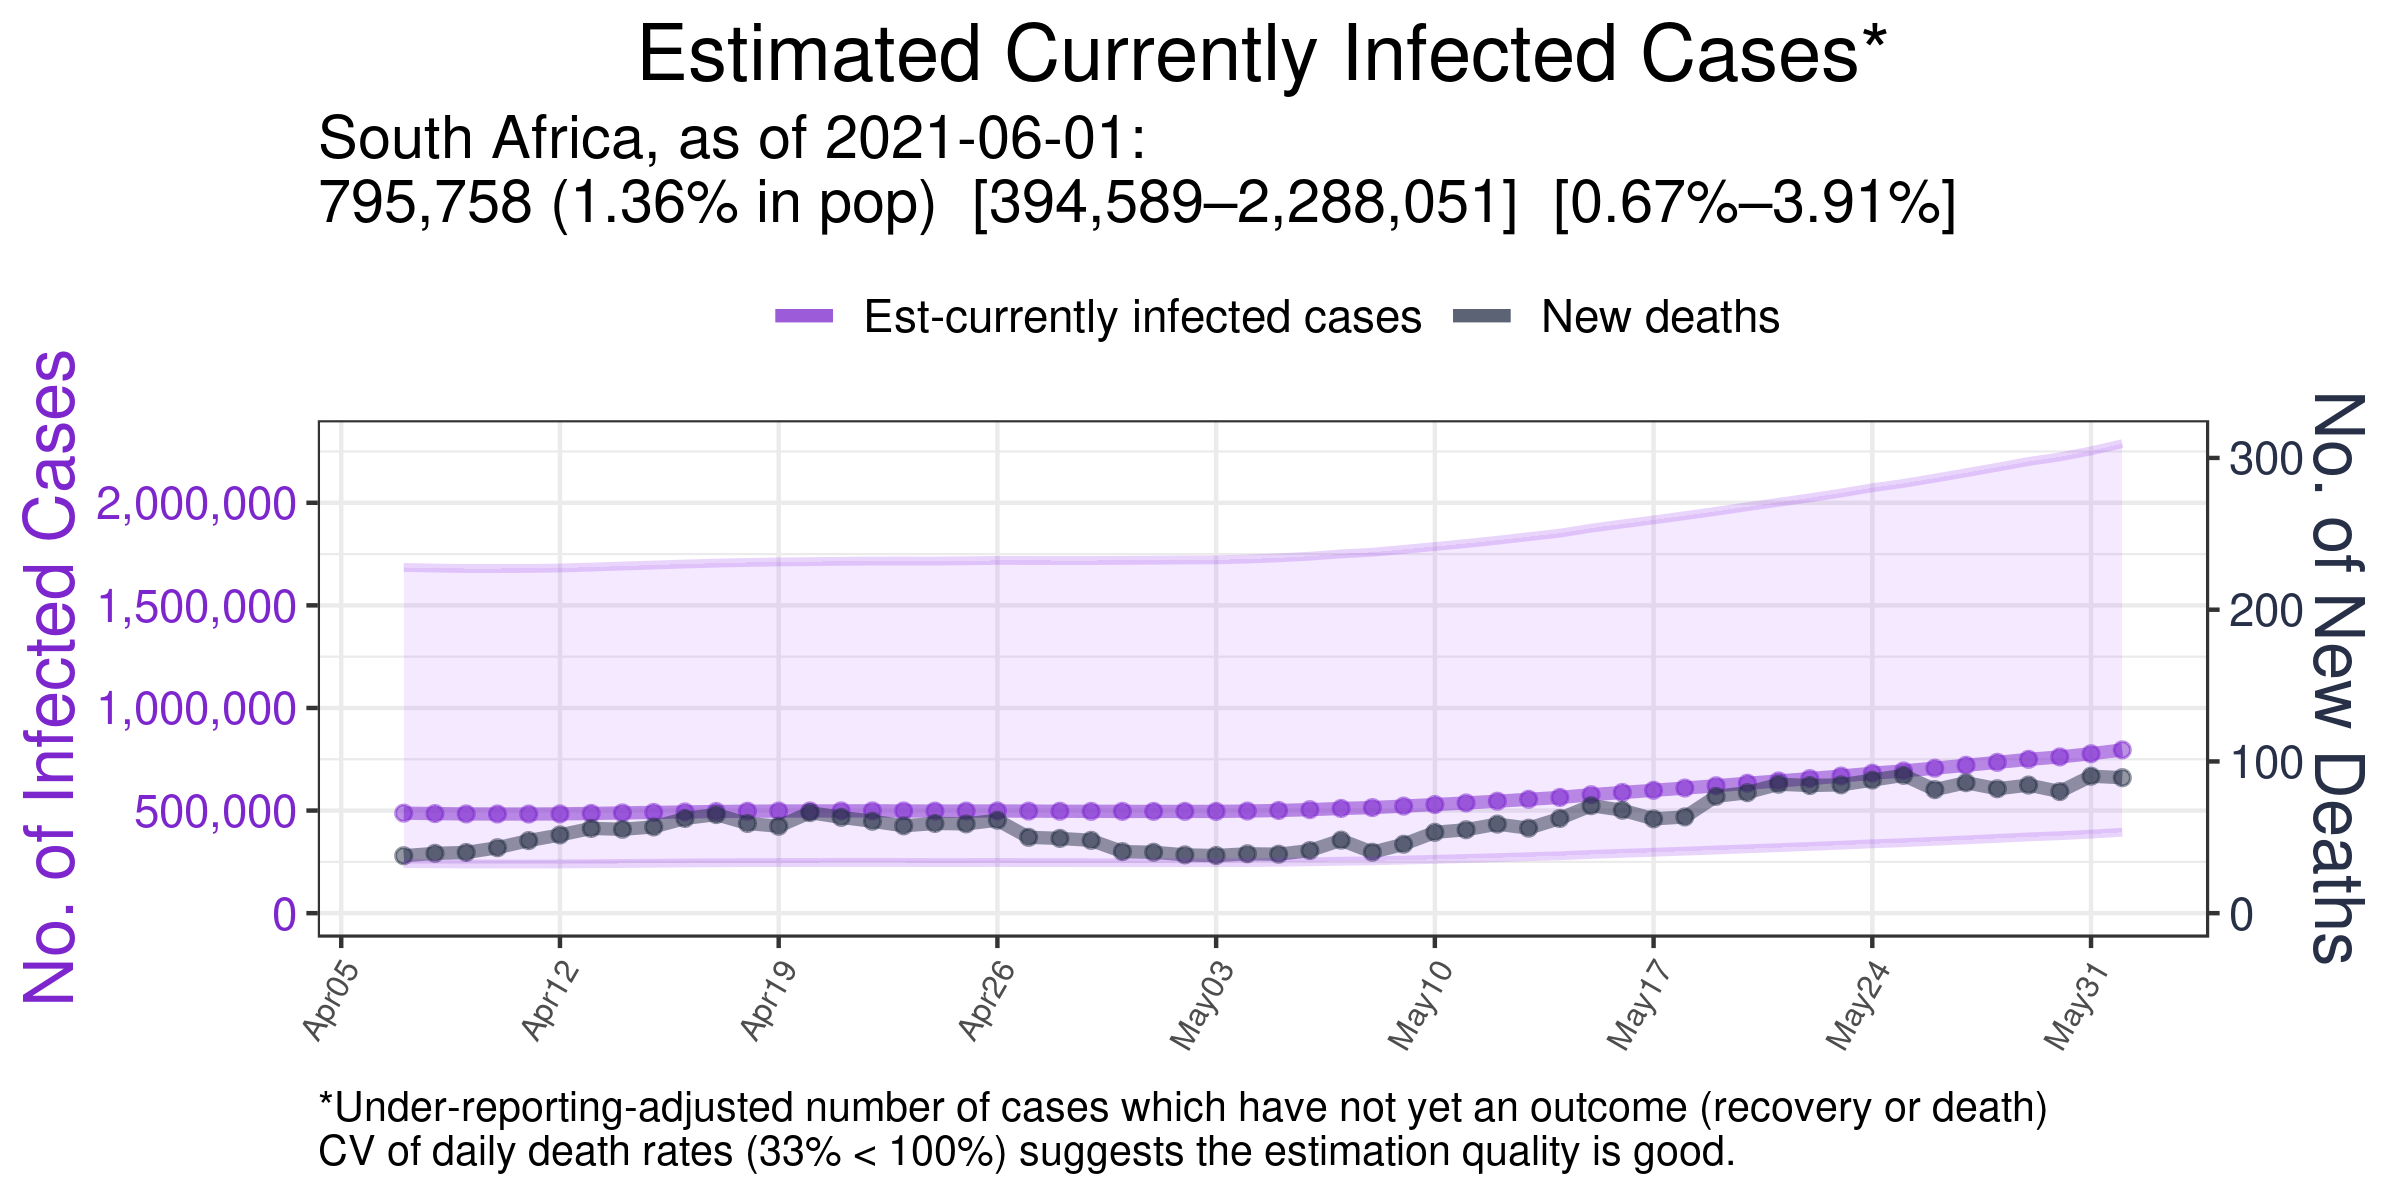 Estimated Currently Infected Cases*
South Africa, as of 2021-06-01:
795,758 (1.36% in pop)  [394,589–2,288,051]  [0.67%–3.91%]
Est-currently infected cases
New deaths
No. of Infected Cases
2,000,000
1,500,000
1,000,000
500,000
0
300
200
100
0
No. of New Deaths
Apr05
Apr12
Apr19
Apr26
May03
May10
May17
May24
May31
*Under-reporting-adjusted number of cases which have not yet an outcome (recovery or death)
CV of daily death rates (33% < 100%) suggests the estimation quality is good.